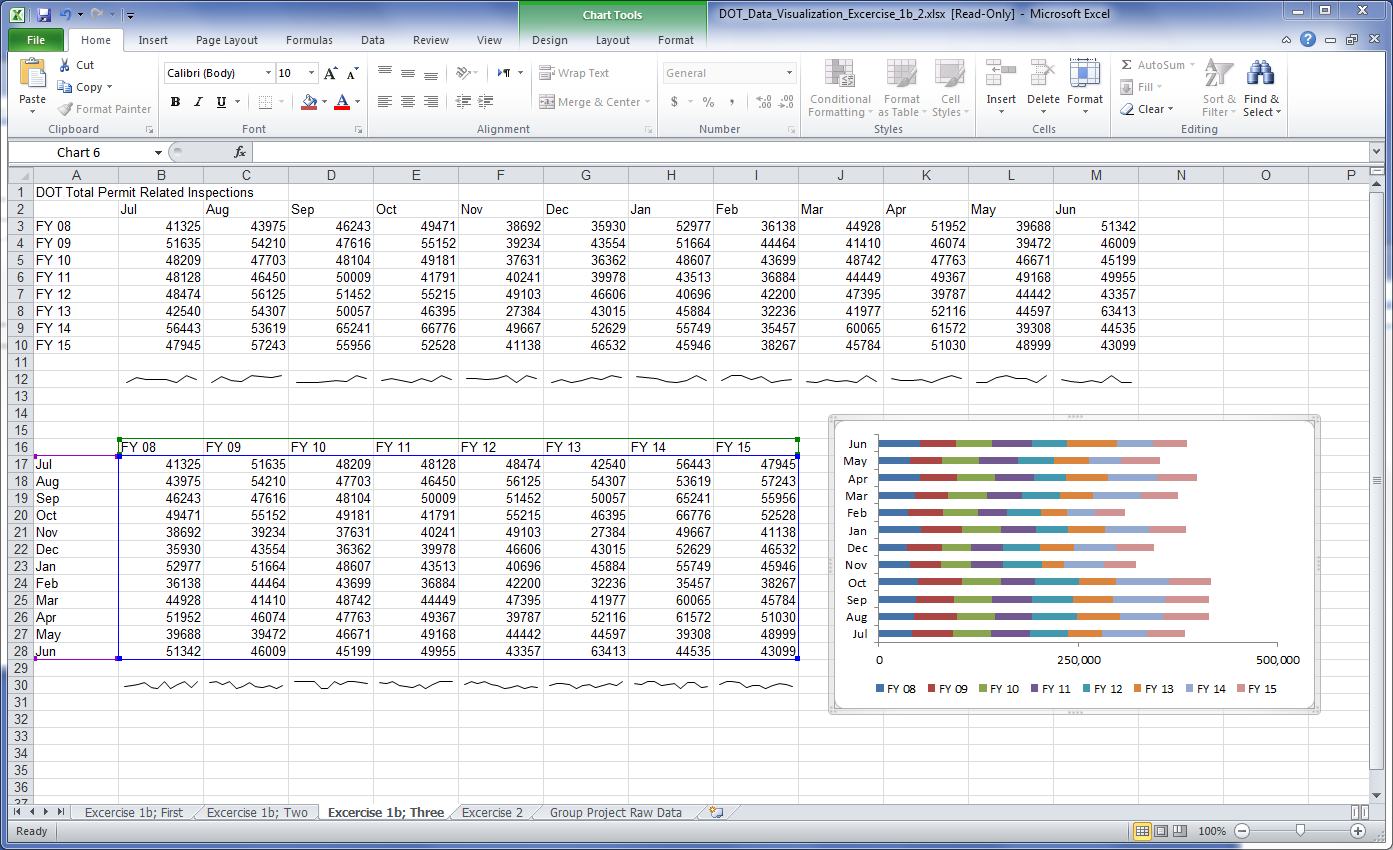 Chart Tools DOT_Data_Visualization_Excercise_1b_2.xlsx [Read-Only] - Microsoft Excel
File Home Insert Page Layout Formulas Data Review View Design Layout Format
Cut Calibri (Body) 10 Wrap Text General AutoSum
Copy Fill
Paste Format Painter B I U Merge & Center $ % , Conditional Formatting Format as Table Cell Styles Insert Delete Format Clear Sort & Filter Find & Select
Clipboard Font Alignment Number Styles Cells Editing
Chart 6 fx
A B C D E F G H I J K L M N O P
1 DOT Total Permit Related Inspections
2 Jul Aug Sep Oct Nov Dec Jan Feb Mar Apr May Jun
3 FY 08 41325 43975 46243 49471 38692 35930 52977 36138 44928 51952 39688 51342
4 FY 09 51635 54210 47616 55152 39234 43554 51664 44464 41410 46074 39472 46009
5 FY 10 48209 47703 48104 49181 37631 36362 48607 43699 48742 47763 46671 45199
6 FY 11 48128 46450 50009 41791 40241 39978 43513 36884 44449 49367 49168 49955
7 FY 12 48474 56125 51452 55215 49103 46606 40696 42200 47395 39787 44442 43357
8 FY 13 42540 54307 50057 46395 27384 43015 45884 32236 41977 52116 44597 63413
9 FY 14 56443 53619 65241 66776 49667 52629 55749 35457 60065 61572 39308 44535
10 FY 15 47945 57243 55956 52528 41138 46532 45946 38267 45784 51030 48999 43099
11
12
13
14
15
16 FY 08 FY 09 FY 10 FY 11 FY 12 FY 13 FY 14 FY 15
17 Jul 41325 51635 48209 48128 48474 42540 56443 47945
18 Aug 43975 54210 47703 46450 56125 54307 53619 57243
19 Sep 46243 47616 48104 50009 51452 50057 65241 55956
20 Oct 49471 55152 49181 41791 55215 46395 66776 52528
21 Nov 38692 39234 37631 40241 49103 27384 49667 41138
22 Dec 35930 43554 36362 39978 46606 43015 52629 46532
23 Jan 52977 51664 48607 43513 40696 45884 55749 45946
24 Feb 36138 44464 43699 36884 42200 32236 35457 38267
25 Mar 44928 41410 48742 44449 47395 41977 60065 45784
26 Apr 51952 46074 47763 49367 39787 52116 61572 51030
27 May 39688 39472 46671 49168 44442 44597 39308 48999
28 Jun 51342 46009 45199 49955 43357 63413 44535 43099
29
30
31
32
33
34
35
36
37
Jun
May
Apr
Mar
Feb
Jan
Dec
Nov
Oct
Sep
Aug
Jul
0 250,000 500,000
FY 08 FY 09 FY 10 FY 11 FY 12 FY 13 FY 14 FY 15
Excercise 1b; First Excercise 1b; Two Excercise 1b; Three Excercise 2 Group Project Raw Data
Ready 100%